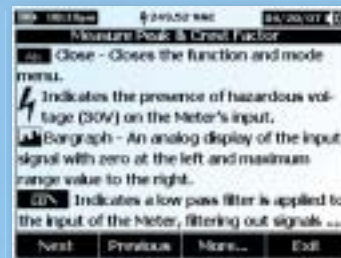 Measure Peak & Crest Factor
Close - Closes the function and mode
menu.
Indicates the presence of hazardous vol-
tage (30V) on the Meter's input.
Bargraph - An analog display of the input
signal with zero at the left and maximum
range value to the right.
Indicates a low pass filter is applied to
the input of the Meter, filtering out signals ...
Next Previous More... Exit